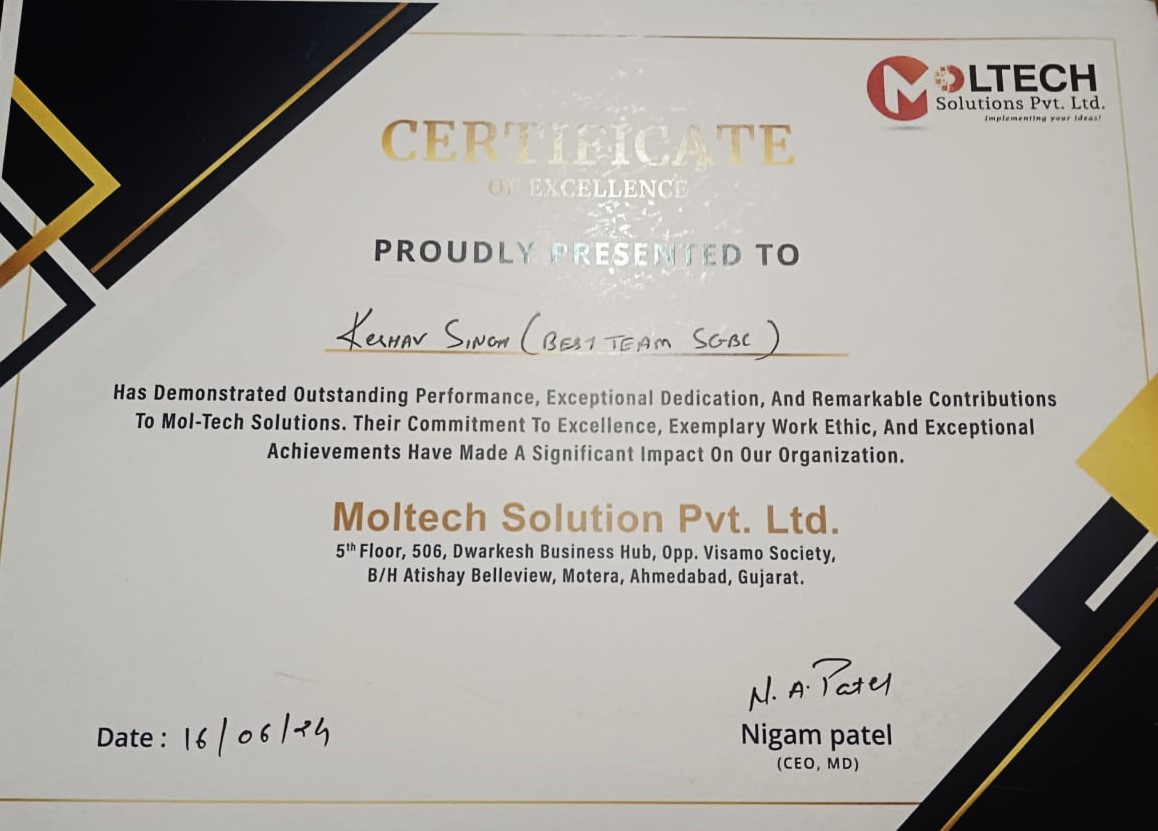 MOLTECH
Solutions Pvt. Ltd.
Implementing your ideas!
CERTIFICATE
OF EXCELLENCE
PROUDLY PRESENTED TO
Keshav Singh (BEST TEAM SGBC)
Has Demonstrated Outstanding Performance, Exceptional Dedication, And Remarkable Contributions
To Mol-Tech Solutions. Their Commitment To Excellence, Exemplary Work Ethic, And Exceptional
Achievements Have Made A Significant Impact On Our Organization.
Moltech Solution Pvt. Ltd.
5th Floor, 506, Dwarkesh Business Hub, Opp. Visamo Society,
B/H Atishay Belleview, Motera, Ahmedabad, Gujarat.
N. A. Patel
Date : 16/06/24
Nigam patel
(CEO, MD)